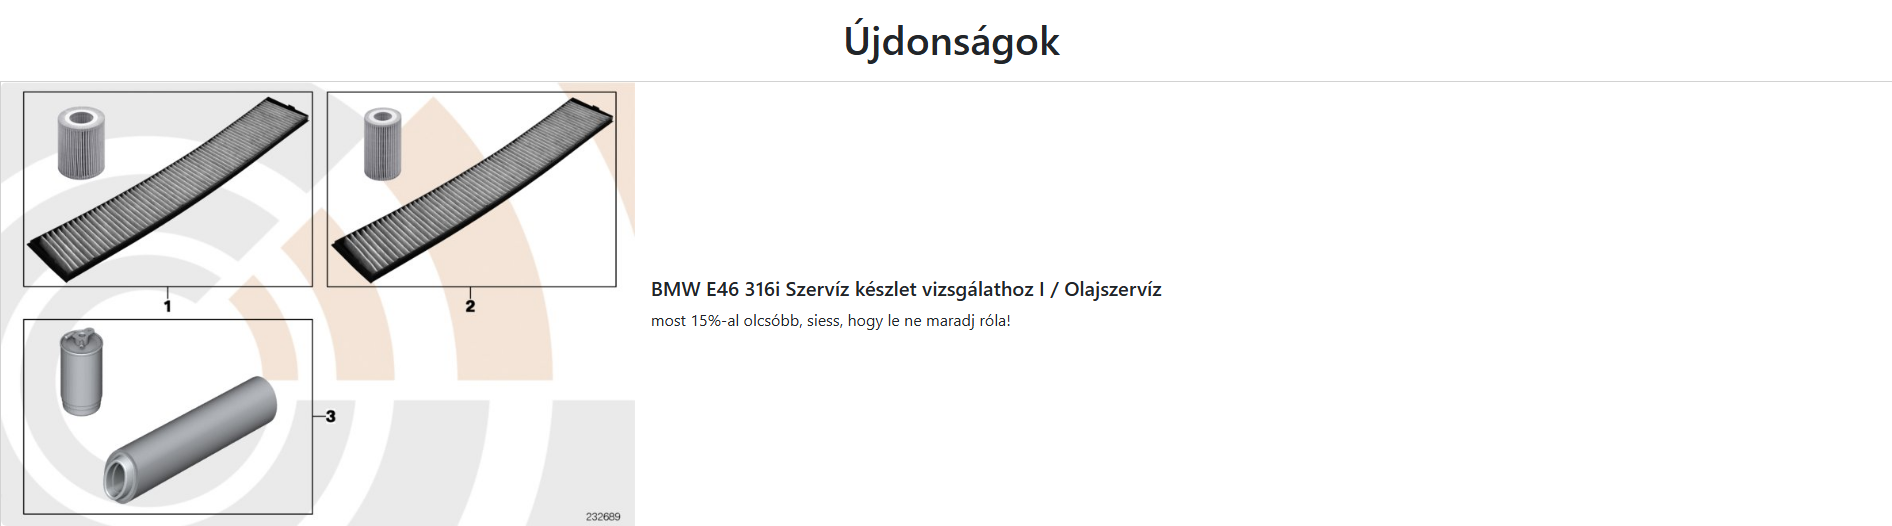 Újdonságok
1
2
BMW E46 316i Szervíz készlet vizsgálathoz I / Olajszervíz
most 15%-al olcsóbb, siess, hogy le ne maradj róla!
3
232689